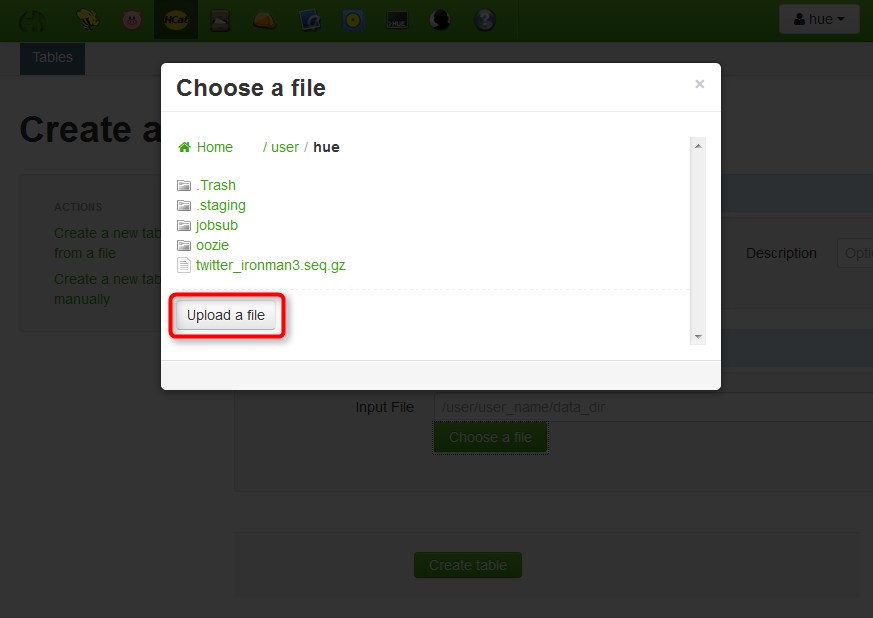 HCat
HUE
?
hue
Tables
Choose a file
×
Create a
Home / user / hue
.Trash
.staging
jobsub
oozie
twitter_ironman3.seq.gz
Upload a file
ACTIONS
Create a new tab
from a file
Create a new tab
manually
Description Opti
Input File /user/user_name/data_dir
Choose a file
Create table